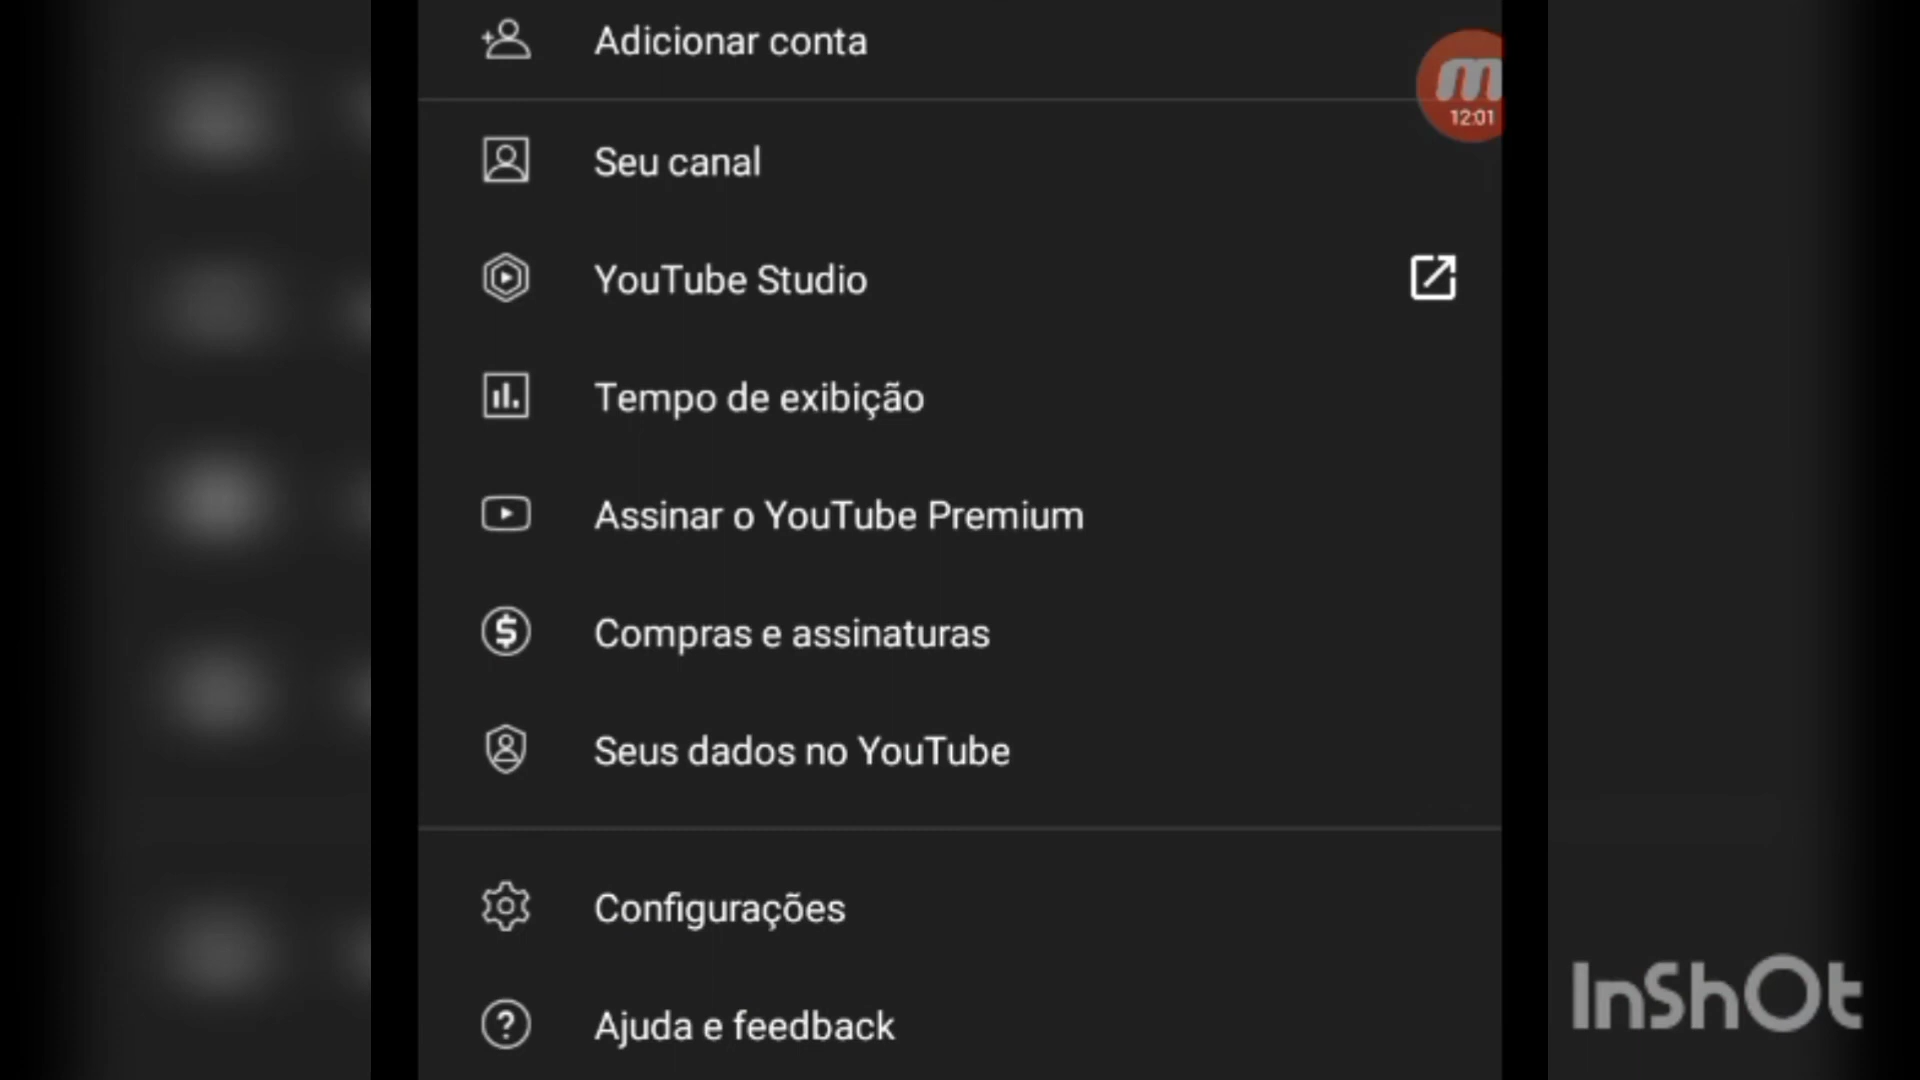 Adicionar conta
12:01
Seu canal
YouTube Studio
Tempo de exibição
Assinar o YouTube Premium
Compras e assinaturas
Seus dados no YouTube
Configurações
Ajuda e feedback
InShOt